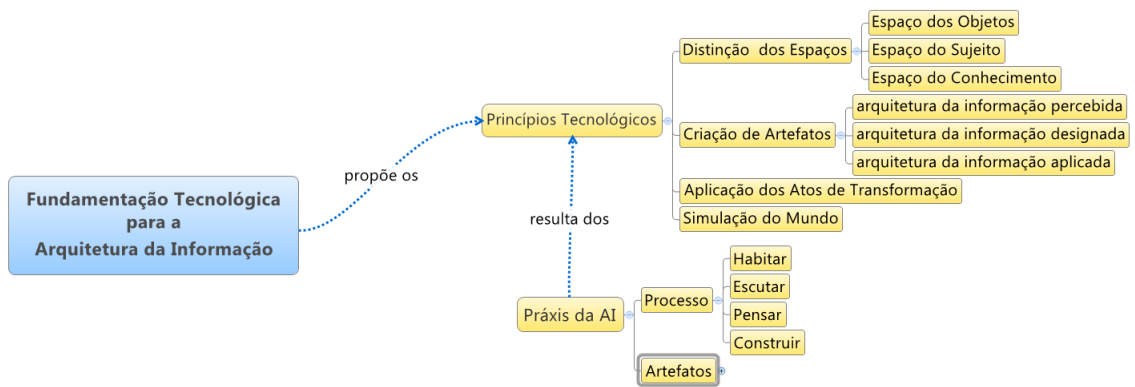 Fundamentação Tecnológica
para a
Arquitetura da Informação
propõe os
Princípios Tecnológicos
Distinção dos Espaços
Espaço dos Objetos
Espaço do Sujeito
Espaço do Conhecimento
Criação de Artefatos
arquitetura da informação percebida
arquitetura da informação designada
arquitetura da informação aplicada
Aplicação dos Atos de Transformação
Simulação do Mundo
resulta dos
Práxis da AI
Processo
Habitar
Escutar
Pensar
Construir
Artefatos